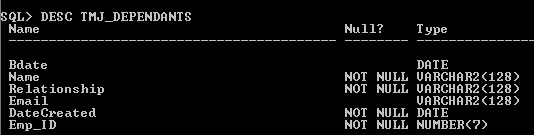 SQL> DESC TMJ_DEPENDANTS
Name Null? Type
----------------------------------------- -------- ----------------
Bdate DATE
Name NOT NULL VARCHAR2(128)
Relationship NOT NULL VARCHAR2(128)
Email VARCHAR2(128)
DateCreated NOT NULL DATE
Emp_ID NOT NULL NUMBER(7)